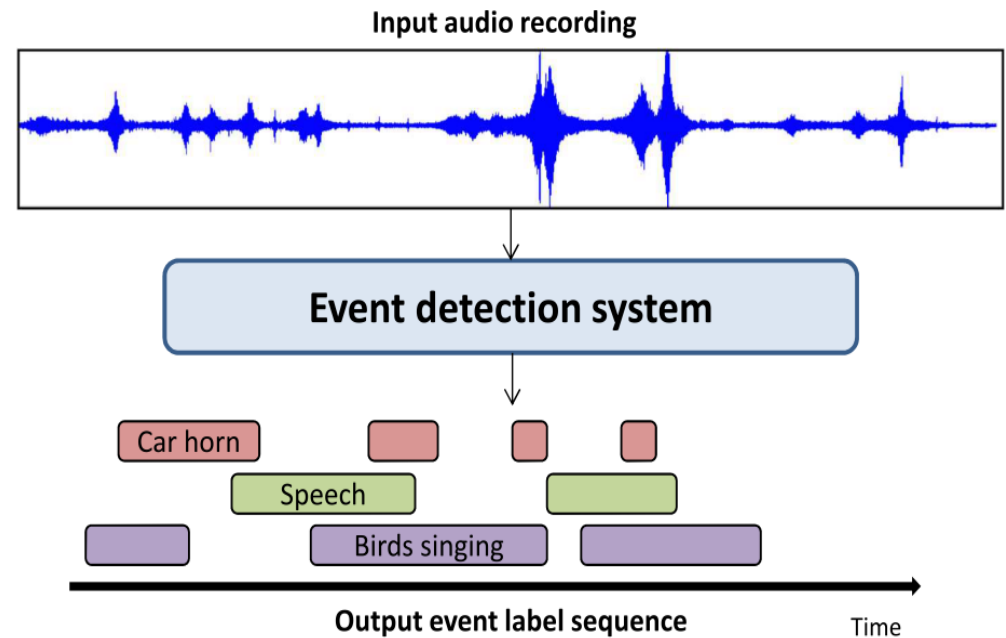 Input audio recording
Event detection system
Car horn
Speech
Birds singing
Output event label sequence
Time